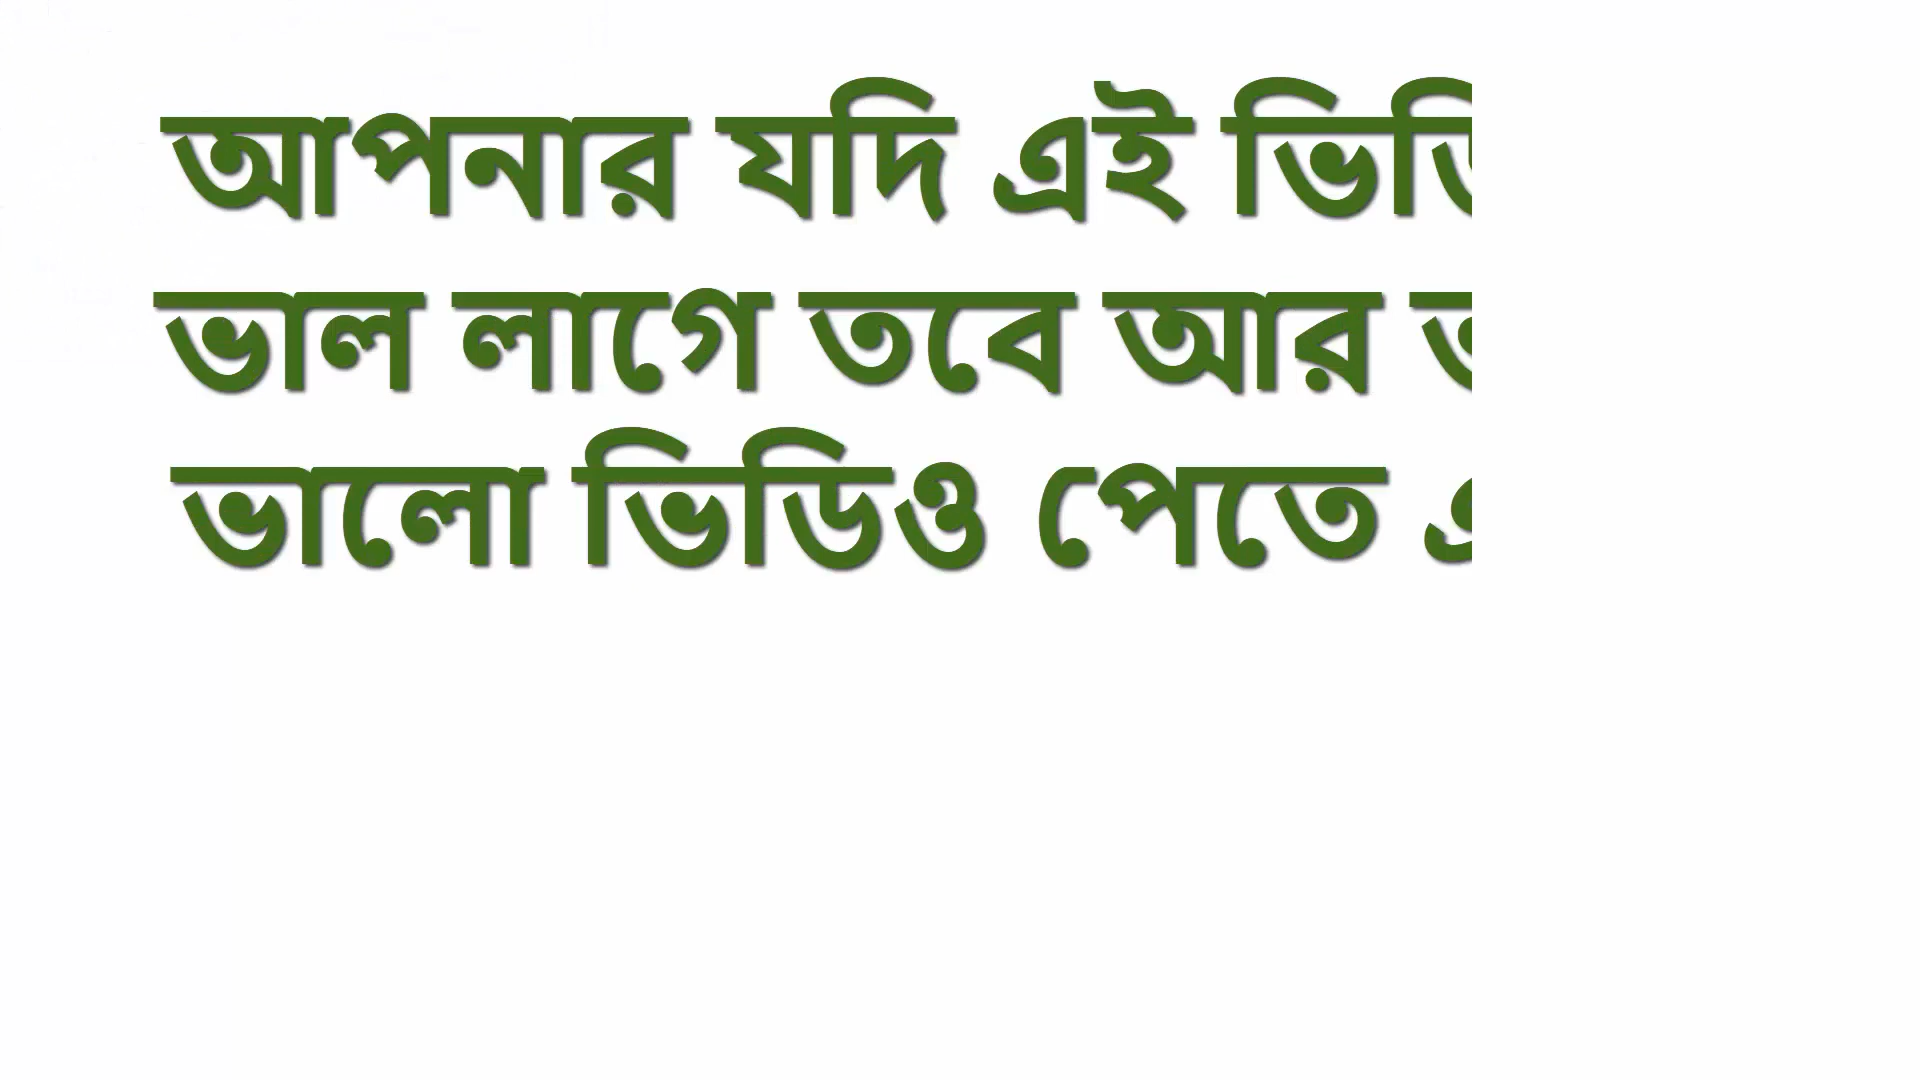 আপনার যদি এই ভিডি
ভাল লাগে তবে আর
ভালো ভিডিও পেতে